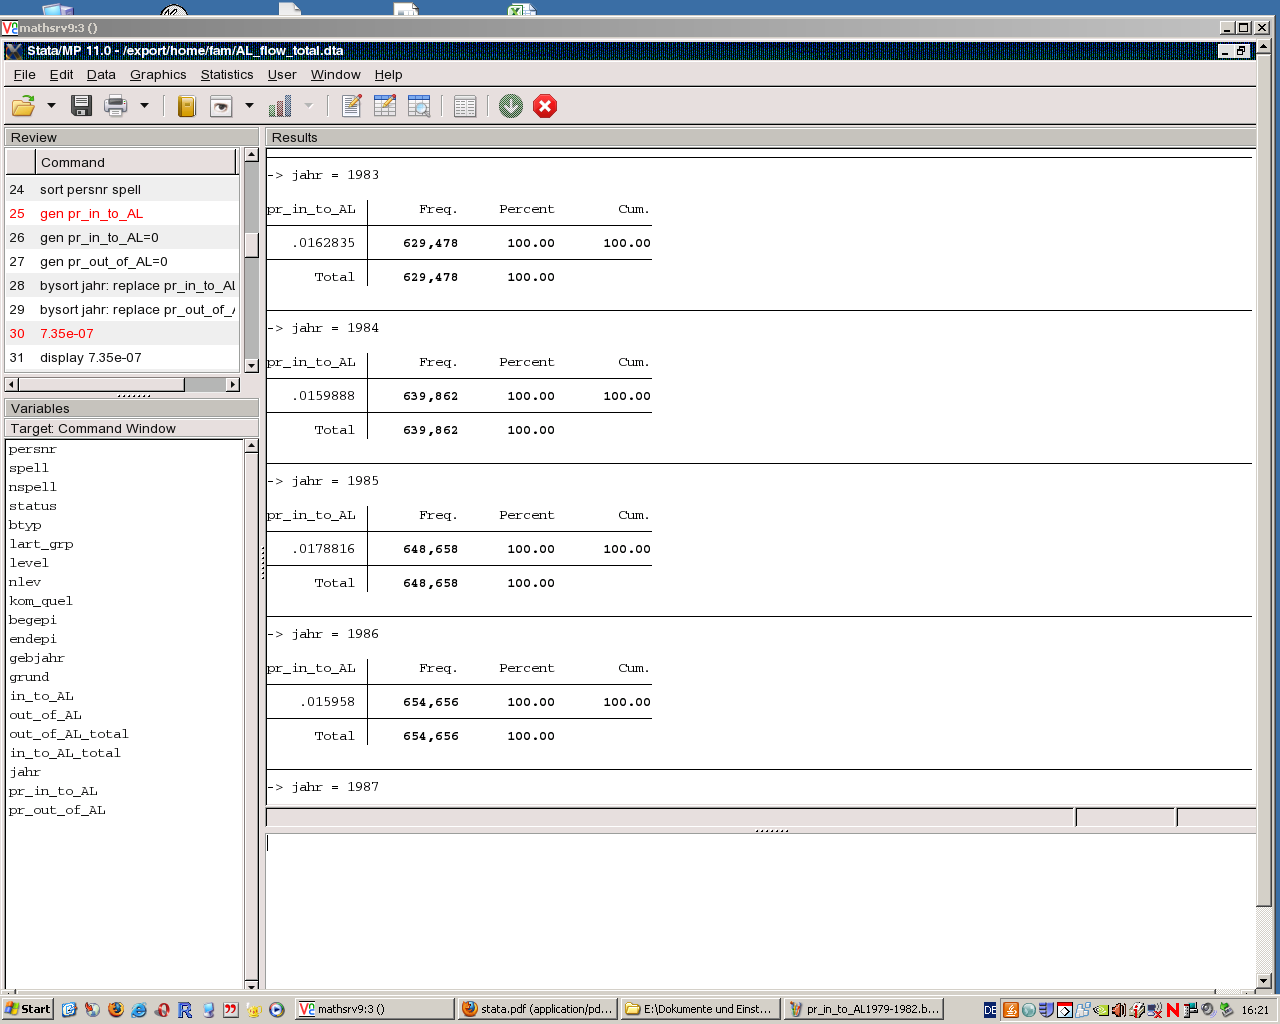 mathsrv9:3 ()
Stata/MP 11.0 - /export/home/fam/AL_flow_total.dta
File Edit Data Graphics Statistics User Window Help
Review
Command
24 sort persnr spell
25 gen pr_in_to_AL
26 gen pr_in_to_AL=0
27 gen pr_out_of_AL=0
28 bysort jahr: replace pr_in_to_AL
29 bysort jahr: replace pr_out_of_A
30 7.35e-07
31 display 7.35e-07
Variables
Target: Command Window
persnr
spell
nspell
status
btyp
lart_grp
level
nlev
kom_quel
begepi
endepi
gebjahr
grund
in_to_AL
out_of_AL
out_of_AL_total
in_to_AL_total
jahr
pr_in_to_AL
pr_out_of_AL
Results
-> jahr = 1983
pr_in_to_AL Freq. Percent Cum.
.0162835 629,478 100.00 100.00
Total 629,478 100.00
-> jahr = 1984
pr_in_to_AL Freq. Percent Cum.
.0159888 639,862 100.00 100.00
Total 639,862 100.00
-> jahr = 1985
pr_in_to_AL Freq. Percent Cum.
.0178816 648,658 100.00 100.00
Total 648,658 100.00
-> jahr = 1986
pr_in_to_AL Freq. Percent Cum.
.015958 654,656 100.00 100.00
Total 654,656 100.00
-> jahr = 1987
Start mathsrv9:3 () stata.pdf (application/pd... E:\Dokumente und Einst... pr_in_to_AL1979-1982.b... DE 16:21